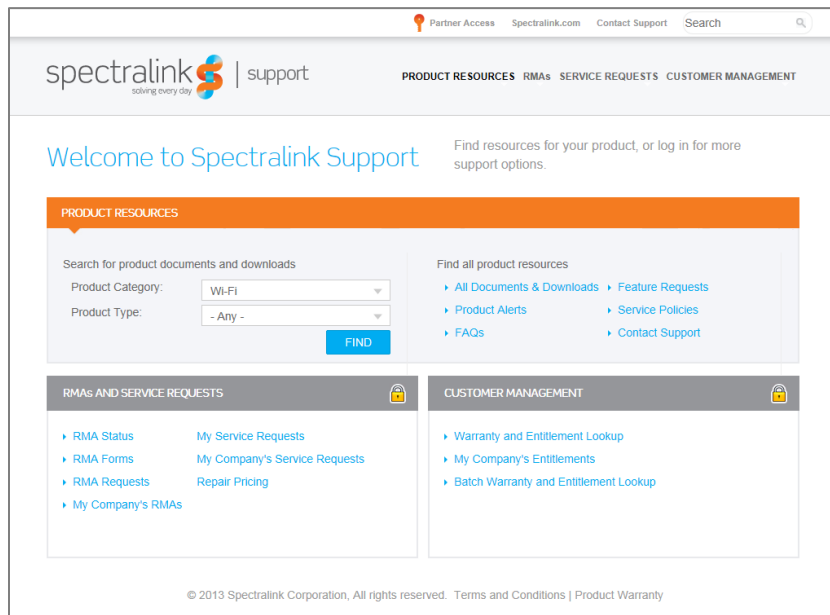 Partner Access Spectralink.com Contact Support Search
spectralink | support
solving every day
PRODUCT RESOURCES RMAs SERVICE REQUESTS CUSTOMER MANAGEMENT
Welcome to Spectralink Support
Find resources for your product, or log in for more
support options.
PRODUCT RESOURCES
Search for product documents and downloads
Product Category: Wi-Fi
Product Type: - Any -
FIND
Find all product resources
All Documents & Downloads Feature Requests
Product Alerts Service Policies
FAQs Contact Support
RMAs AND SERVICE REQUESTS
RMA Status My Service Requests
RMA Forms My Company's Service Requests
RMA Requests Repair Pricing
My Company's RMAs
CUSTOMER MANAGEMENT
Warranty and Entitlement Lookup
My Company's Entitlements
Batch Warranty and Entitlement Lookup
© 2013 Spectralink Corporation, All rights reserved. Terms and Conditions | Product Warranty